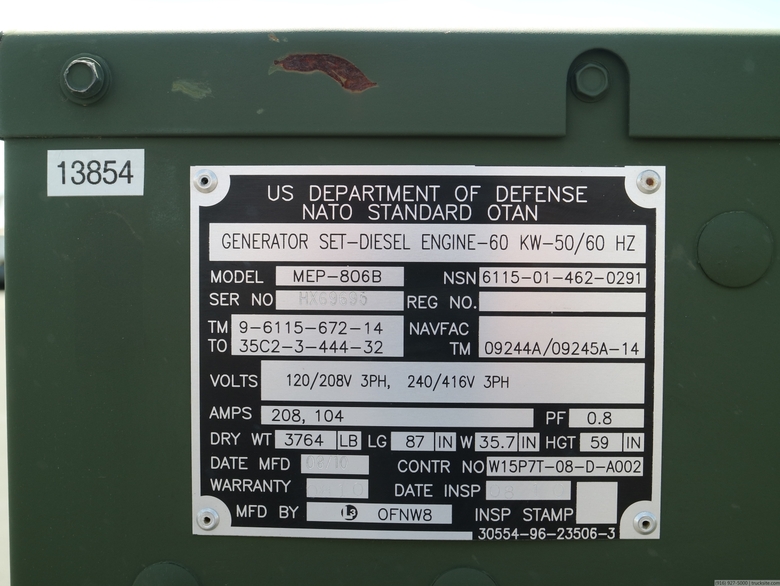 13854
US DEPARTMENT OF DEFENSE
NATO STANDARD OTAN
GENERATOR SET-DIESEL ENGINE-60 KW-50/60 HZ
MODEL MEP-806B NSN 6115-01-462-0291
SER NO REG NO.
TM 9-6115-672-14 NAVFAC
TO 35C2-3-444-32 TM 09244A/09245A-14
VOLTS 120/208V 3PH, 240/416V 3PH
AMPS 208, 104 PF 0.8
DRY WT 3764 LB LG 87 IN W 35.7 IN HGT 59 IN
DATE MFD CONTR NO W15P7T-08-D-A002
WARRANTY DATE INSP
MFD BY L3 OFNW8 INSP STAMP
30554-96-23506-3